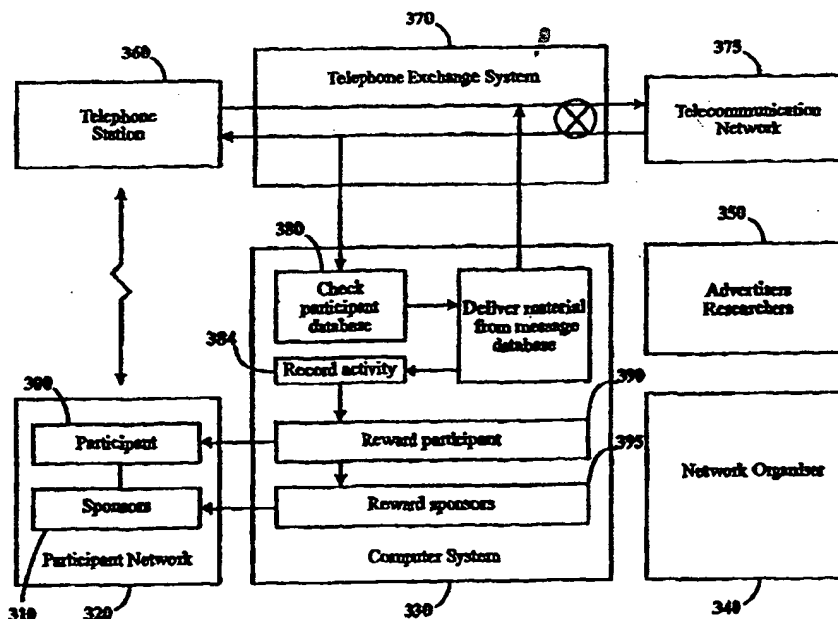 370
360
375
Telephone Exchange System
Telephone
Station
Telecommunication
Network
380
350
Check
participant
database
Deliver material
from message
database
Advertisers
Researchers
384
Record activity
300
390
Participant
Reward participant
395
Network Organiser
Sponsors
Reward sponsors
Participant Network
Computer System
310
320
330
340